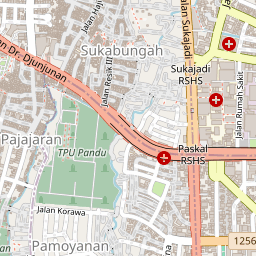 Jalan Sukajadi
Sukabungah
Dr. Djunjunan
Jalan Resik III
Sukajadi
RSHS
Jalan Rumah Sakit
Pajajaran
TPU Pandu
Paskal
RSHS
Jalan Korawa
Pamoyanan
1256